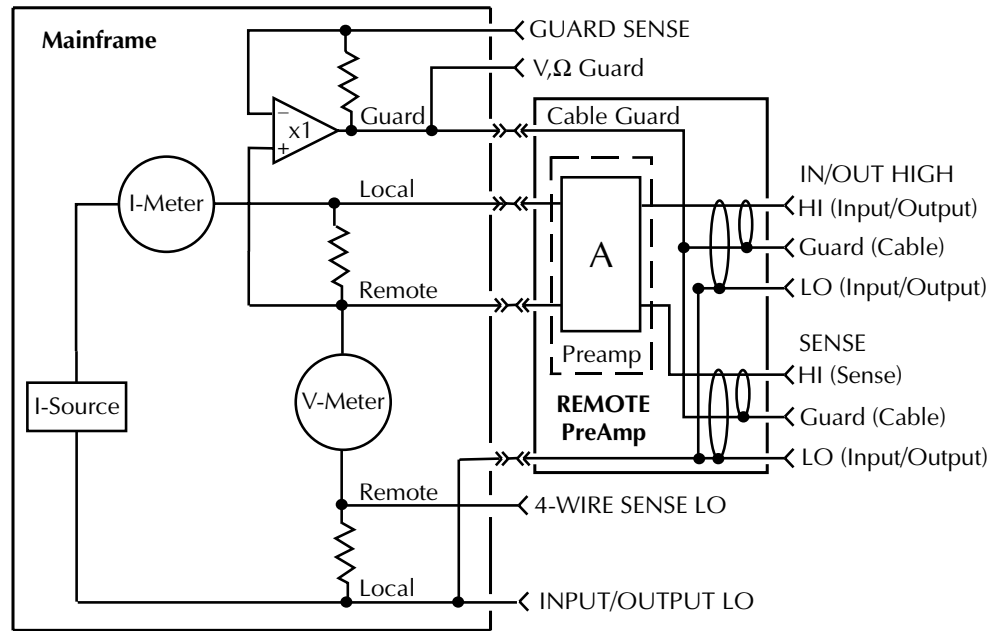 Mainframe
GUARD SENSE
V,Ω Guard
−
x1
+
Guard
Cable Guard
I-Meter
Local
IN/OUT HIGH
HI (Input/Output)
A
Guard (Cable)
Remote
LO (Input/Output)
Preamp
SENSE
HI (Sense)
I-Source
V-Meter
REMOTE
PreAmp
Guard (Cable)
LO (Input/Output)
Remote
4-WIRE SENSE LO
Local
INPUT/OUTPUT LO